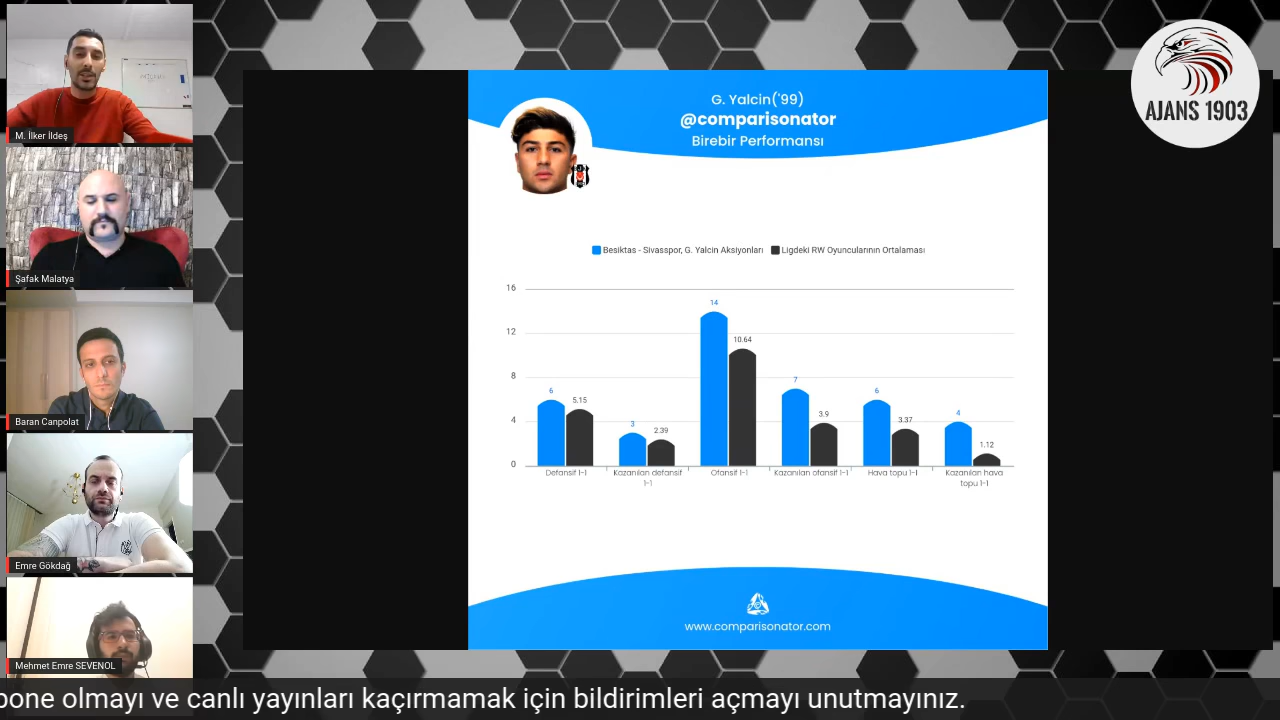 M. İlker İldeş
Şafak Malatya
Baran Canpolat
Emre Gökdağ
Mehmet Emre SEVENOL
G. Yalcin('99)
@comparisonator
Birebir Performansı
AJANS 1903
Besiktas - Sivasspor, G. Yalcin Aksiyonları
Ligdeki RW Oyuncularının Ortalaması
16
12
8
4
0
6
5.15
3
2.39
14
10.64
7
3.9
6
3.37
4
1.12
Defansif 1-1
Kazanılan defansif
1-1
Ofansif 1-1
Kazanılan ofansif 1-1
Hava topu 1-1
Kazanılan hava
topu 1-1
www.comparisonator.com
bone olmayı ve canlı yayınları kaçırmamak için bildirimleri açmayı unutmayınız.